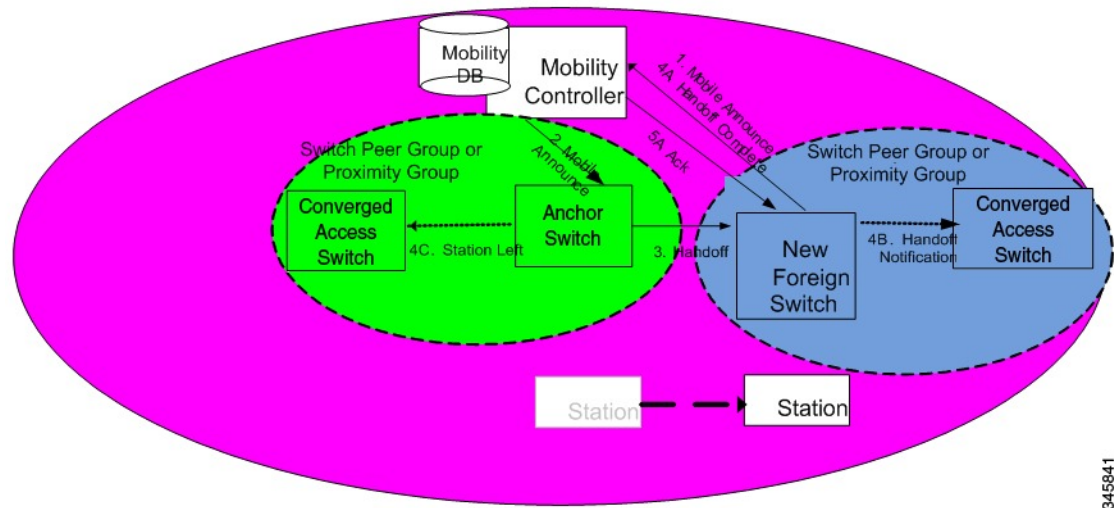 Mobility
DB
Mobility
Controller
1. Mobile Announce
4A. Handoff Complete
5A Ack
2. Mobile
Announce
Switch Peer Group or
Proximity Group
Converged
Access
Switch
4C. Station Left
Anchor
Switch
3. Handoff
Switch Peer Group or
Proximity Group
New
Foreign
Switch
4B. Handoff
Notification
Converged
Access
Switch
Station
Station
345841